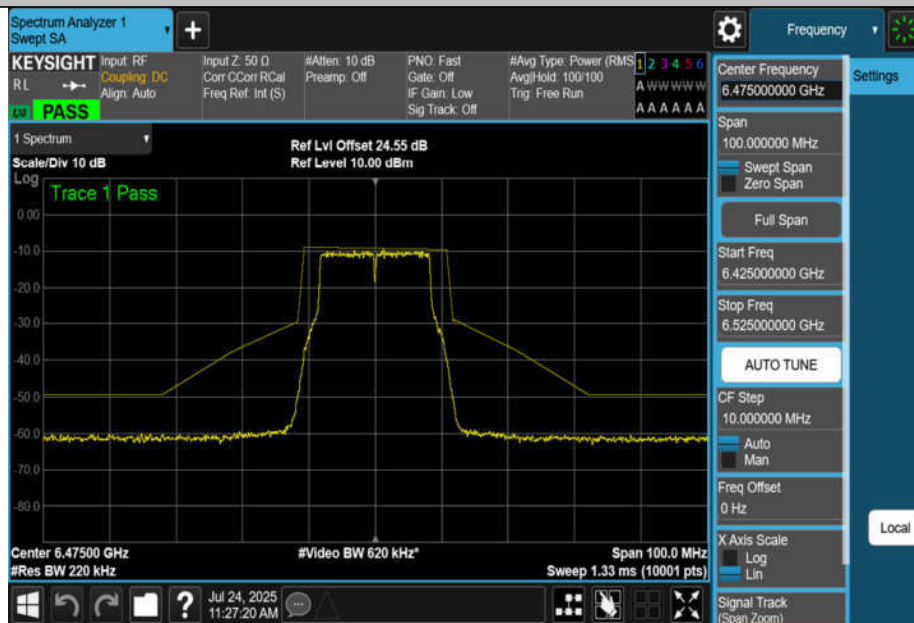 Spectrum Analyzer 1
Swept SA
Frequency
KEYSIGHT
RL
PASS
Input: RF
Coupling: DC
Align: Auto
Input Z: 50 Ω
Corr CCorr RCal
Freq Ref: Int (S)
#Atten: 10 dB
Preamp: Off
PNO: Fast
Gate: Off
IF Gain: Low
Sig Track: Off
#Avg Type: Power (RMS
Avg|Hold: 100/100
Trig: Free Run
1 2 3 4 5 6
A W W W W W
A A A A A A
1 Spectrum
Scale/Div 10 dB
Ref Lvl Offset 24.55 dB
Ref Level 10.00 dBm
Log
Trace 1 Pass
0.00
-10.0
-20.0
-30.0
-40.0
-50.0
-60.0
-70.0
-80.0
Center 6.47500 GHz
#Video BW 620 kHz*
Span 100.0 MHz
#Res BW 220 kHz
Sweep 1.33 ms (10001 pts)
Jul 24, 2025
11:27:20 AM
Center Frequency
6.475000000 GHz
Span
100.000000 MHz
Swept Span
Zero Span
Full Span
Start Freq
6.425000000 GHz
Stop Freq
6.525000000 GHz
AUTO TUNE
CF Step
10.000000 MHz
Auto
Man
Freq Offset
0 Hz
X Axis Scale
Log
Lin
Signal Track
(Span Zoom)
Settings
Local